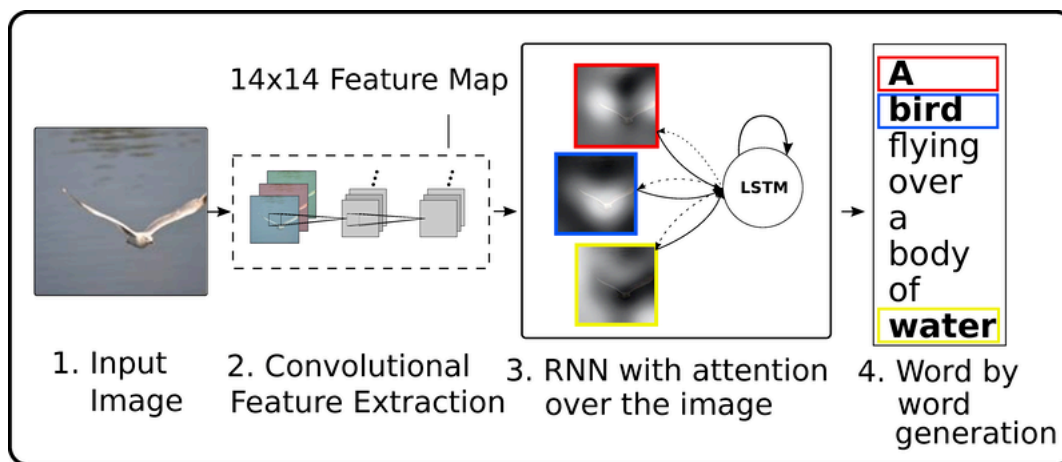 14x14 Feature Map
LSTM
A
bird
flying
over
a
body
of
water
1. Input
Image
2. Convolutional
Feature Extraction
3. RNN with attention
over the image
4. Word by
word
generation